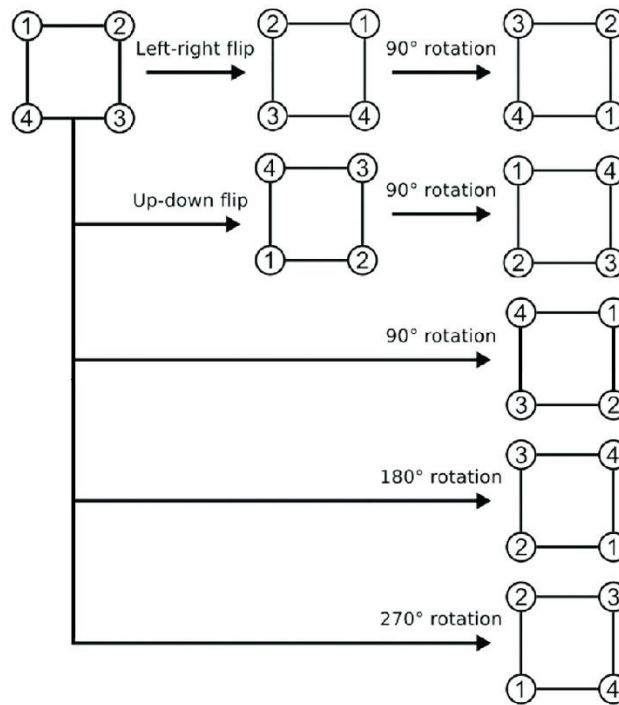 1 2 2 1 3 2
Left-right flip 90° rotation
4 3 3 4 4 1
4 3 1 4
Up-down flip 90° rotation
1 2 2 3
4 1
90° rotation
3 2
3 4
180° rotation
2 1
2 3
270° rotation
1 4